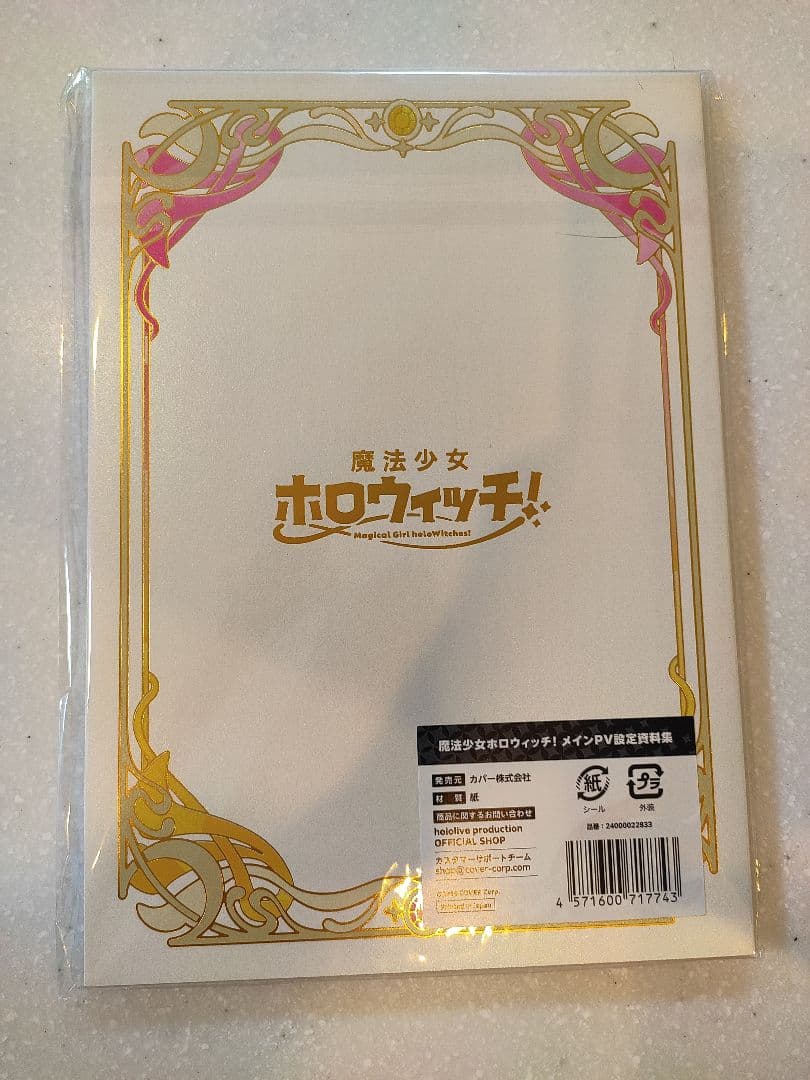 魔法少女
ホロウィッチ!
Magical Girl holoWitches!
魔法少女ホロウィッチ! メインPV設定資料集
発売元 カバー株式会社
材質 紙
商品に関するお問い合わせ
hololive production
OFFICIAL SHOP
カスタマーサポートチーム
shop@cover-corp.com
COVER Corp.
Printed in Japan
紙
シール
プラ
外装
品番:24000022833
4 571600 717743